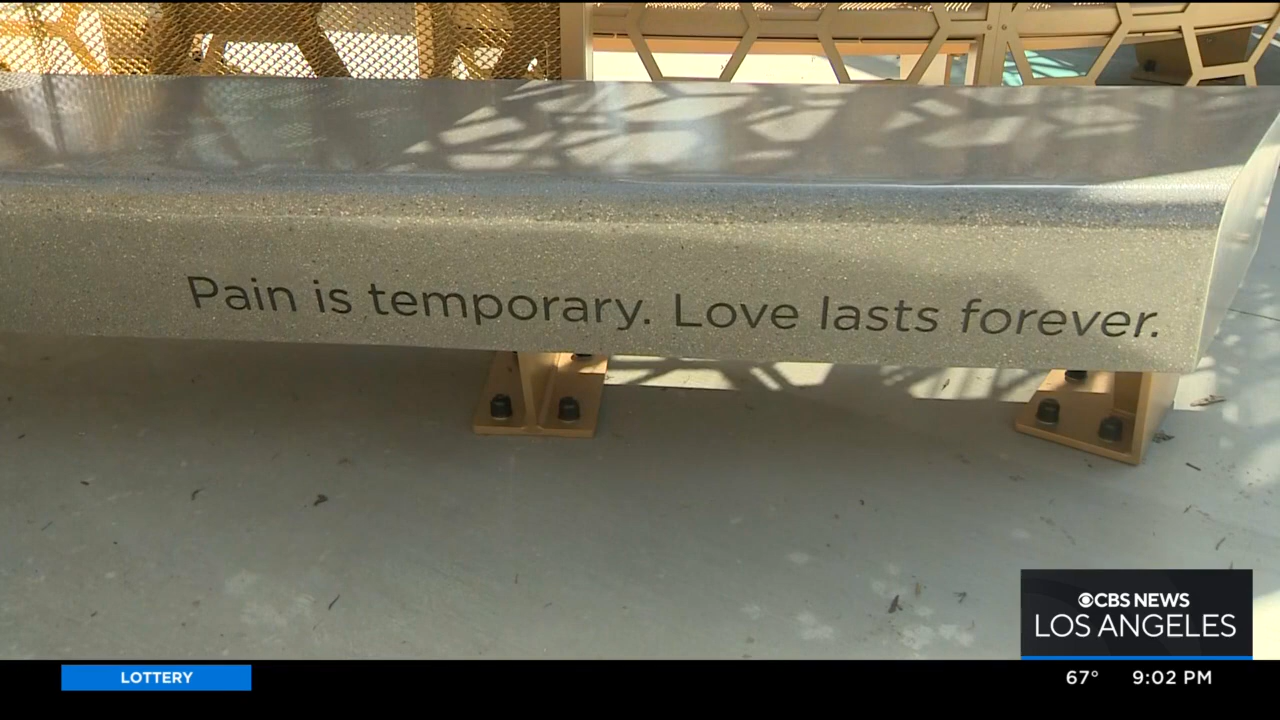 Pain is temporary. Love lasts forever.
CBS NEWS
LOS ANGELES
LOTTERY
67° 9:02 PM